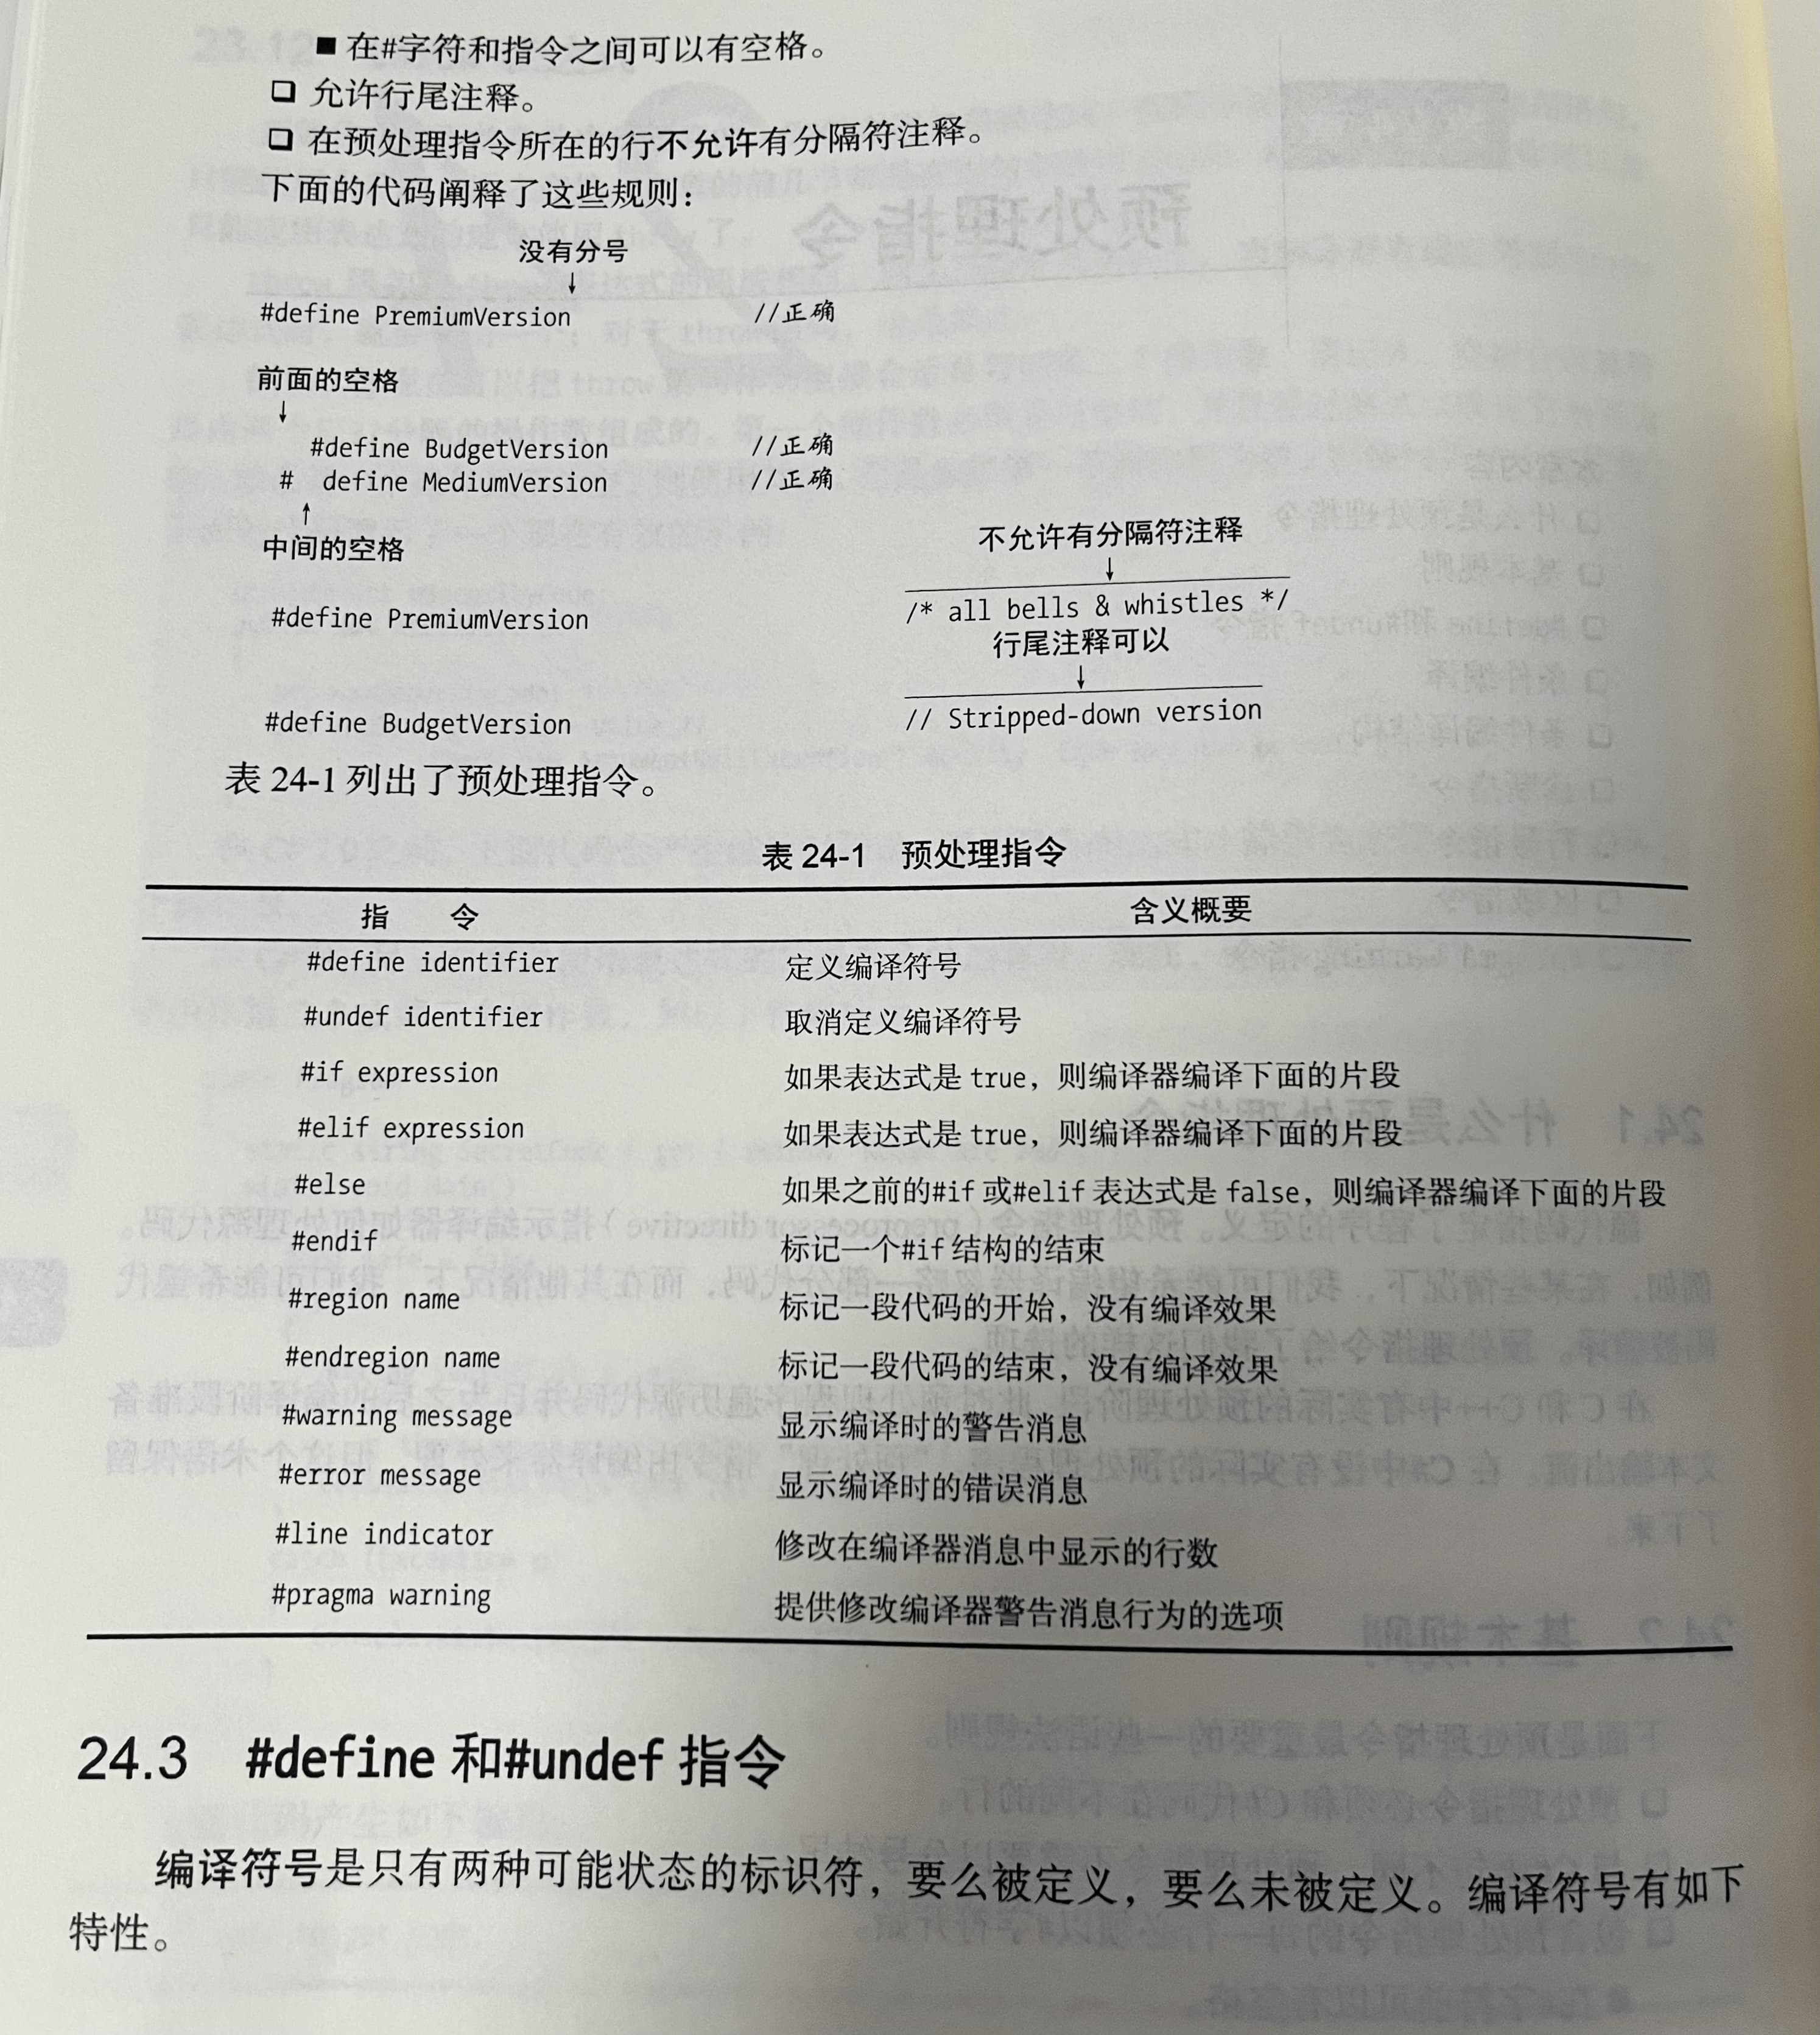 ■ 在#字符和指令之间可以有空格。
❏ 允许行尾注释。
❏ 在预处理指令所在的行不允许有分隔符注释。
下面的代码阐释了这些规则：
没有分号
↓
#define PremiumVersion //正确
前面的空格
↓
#define BudgetVersion //正确
# define MediumVersion //正确
↑
中间的空格
不允许有分隔符注释
↓
#define PremiumVersion /* all bells & whistles */
行尾注释可以
↓
#define BudgetVersion // Stripped-down version
表 24-1 列出了预处理指令。
表 24-1 预处理指令
指 令 含义概要
#define identifier 定义编译符号
#undef identifier 取消定义编译符号
#if expression 如果表达式是 true，则编译器编译下面的片段
#elif expression 如果表达式是 true，则编译器编译下面的片段
#else 如果之前的#if 或#elif 表达式是 false，则编译器编译下面的片段
#endif 标记一个#if 结构的结束
#region name 标记一段代码的开始，没有编译效果
#endregion name 标记一段代码的结束，没有编译效果
#warning message 显示编译时的警告消息
#error message 显示编译时的错误消息
#line indicator 修改在编译器消息中显示的行数
#pragma warning 提供修改编译器警告消息行为的选项
24.3 #define 和#undef 指令
编译符号是只有两种可能状态的标识符，要么被定义，要么未被定义。编译符号有如下
特性。